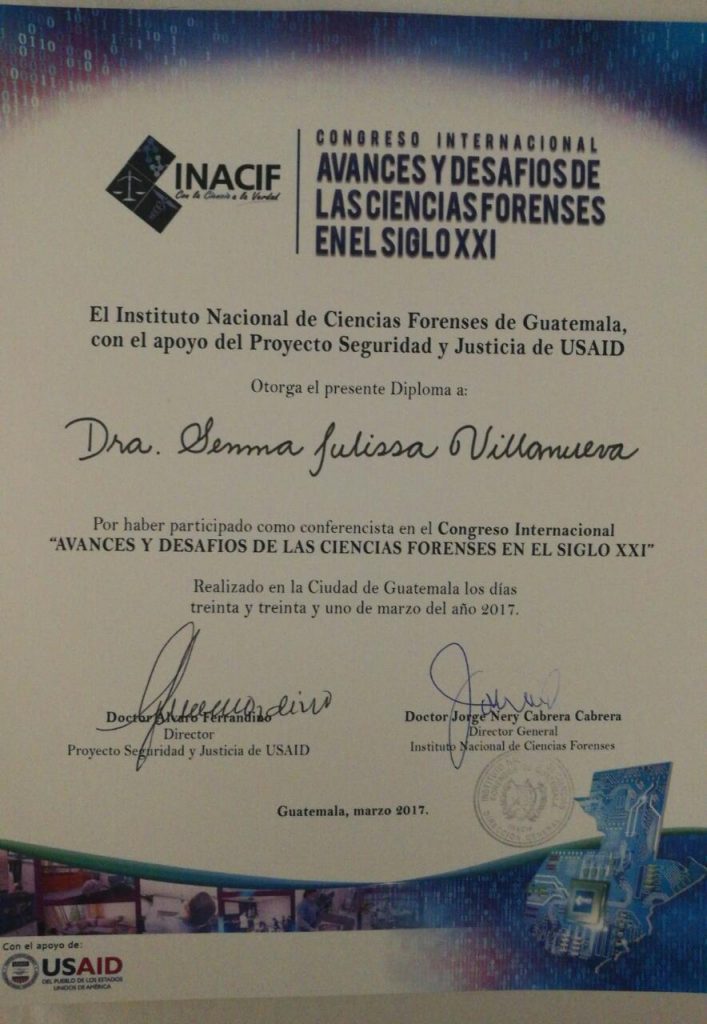 INACIF
Con la Ciencia a la Verdad
CONGRESO INTERNACIONAL
AVANCES Y DESAFIOS DE
LAS CIENCIAS FORENSES
EN EL SIGLO XXI
El Instituto Nacional de Ciencias Forenses de Guatemala,
con el apoyo del Proyecto Seguridad y Justicia de USAID
Otorga el presente Diploma a:
Dra. Semma Julissa Villanueva
Por haber participado como conferencista en el Congreso Internacional
“AVANCES Y DESAFIOS DE LAS CIENCIAS FORENSES EN EL SIGLO XXI”
Realizado en la Ciudad de Guatemala los días
treinta y treinta y uno de marzo del año 2017.
Doctor Alvaro Ferrandino
Director
Proyecto Seguridad y Justicia de USAID
Doctor Jorge Nery Cabrera Cabrera
Director General
Instituto Nacional de Ciencias Forenses
Guatemala, marzo 2017.
Con el apoyo de:
USAID
DEL PUEBLO DE LOS ESTADOS
UNIDOS DE AMÉRICA